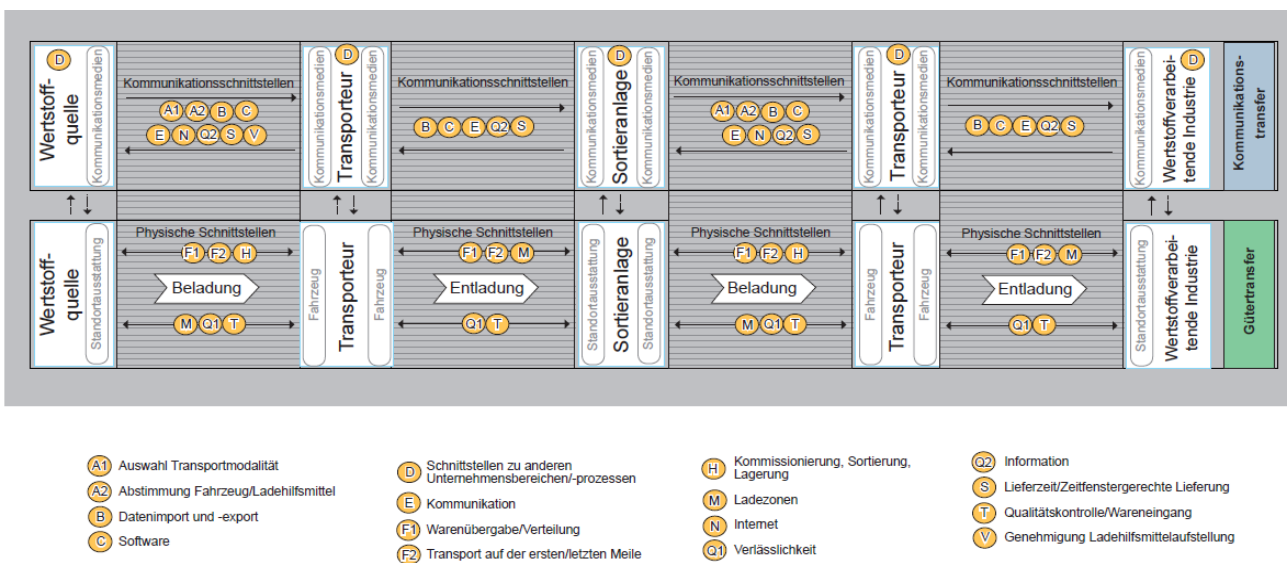 Wertstoff-
quelle
Kommunikationsmedien
D
Kommunikationsschnittstellen
A1 A2 B C
E N Q2 S V
Kommunikationsmedien
Transporteur
D
Kommunikationsmedien
Kommunikationsschnittstellen
B C E Q2 S
Kommunikationsmedien
Sortieranlage
D
Kommunikationsmedien
Kommunikationsschnittstellen
A1 A2 B C
E N Q2 S
Kommunikationsmedien
Transporteur
D
Kommunikationsmedien
Kommunikationsschnittstellen
B C E Q2 S
Kommunikationsmedien
Wertstoffverarbei-
tende Industrie
D
Kommunikations-
transfer
Wertstoff-
quelle
Standortausstattung
Physische Schnittstellen
F1 F2 H
Beladung
M Q1 T
Fahrzeug
Transporteur
Fahrzeug
Physische Schnittstellen
F1 F2 M
Entladung
Q1 T
Standortausstattung
Sortieranlage
Standortausstattung
Physische Schnittstellen
F1 F2 H
Beladung
M Q1 T
Fahrzeug
Transporteur
Fahrzeug
Physische Schnittstellen
F1 F2 M
Entladung
Q1 T
Standortausstattung
Wertstoffverarbei-
tende Industrie
Gütertransfer
A1 Auswahl Transportmodalität
A2 Abstimmung Fahrzeug/Ladehilfsmittel
B Datenimport und -export
C Software
D Schnittstellen zu anderen
Unternehmensbereichen/-prozessen
E Kommunikation
F1 Warenübergabe/Verteilung
F2 Transport auf der ersten/letzten Meile
H Kommissionierung, Sortierung,
Lagerung
M Ladezonen
N Internet
Q1 Verlässlichkeit
Q2 Information
S Lieferzeit/Zeitfenstergerechte Lieferung
T Qualitätskontrolle/Wareneingang
V Genehmigung Ladehilfsmittelaufstellung